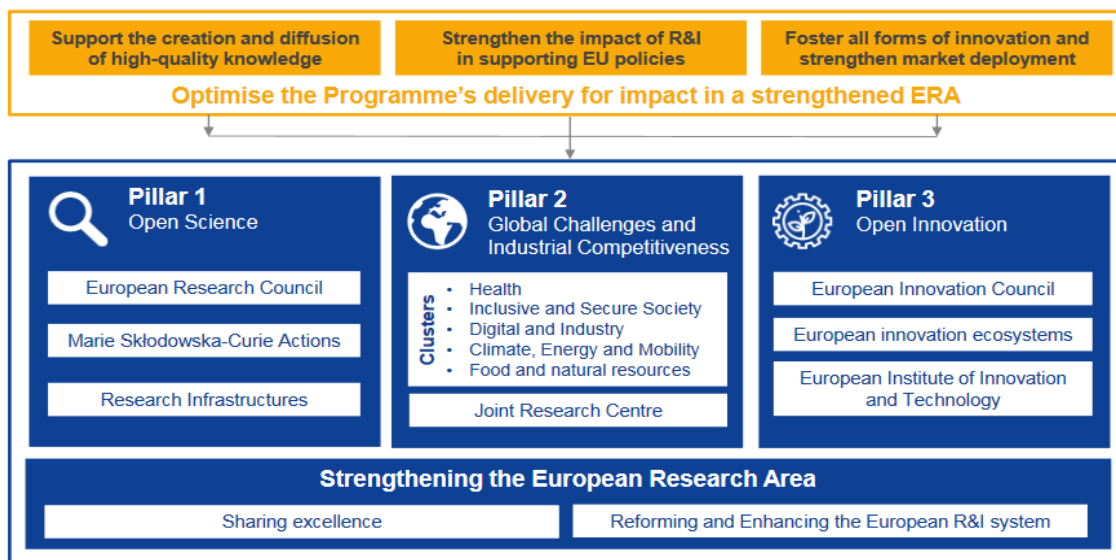 Support the creation and diffusion
of high-quality knowledge
Strengthen the impact of R&I
in supporting EU policies
Foster all forms of innovation and
strengthen market deployment
Optimise the Programme's delivery for impact in a strengthened ERA
Pillar 1
Open Science
European Research Council
Marie Skłodowska-Curie Actions
Research Infrastructures
Pillar 2
Global Challenges and
Industrial Competitiveness
Clusters
• Health
• Inclusive and Secure Society
• Digital and Industry
• Climate, Energy and Mobility
• Food and natural resources
Joint Research Centre
Pillar 3
Open Innovation
European Innovation Council
European innovation ecosystems
European Institute of Innovation
and Technology
Strengthening the European Research Area
Sharing excellence
Reforming and Enhancing the European R&I system